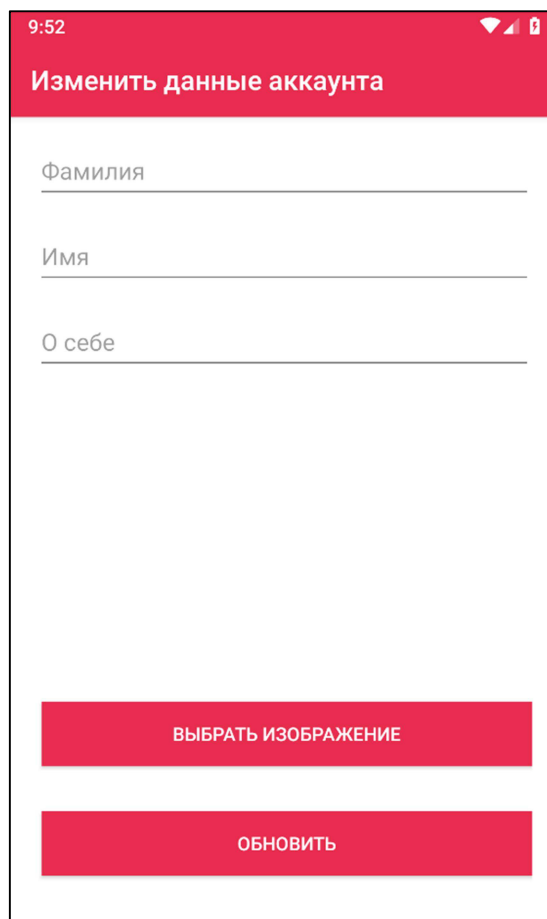 9:52
Изменить данные аккаунта
Фамилия
Имя
О себе
ВЫБРАТЬ ИЗОБРАЖЕНИЕ
ОБНОВИТЬ